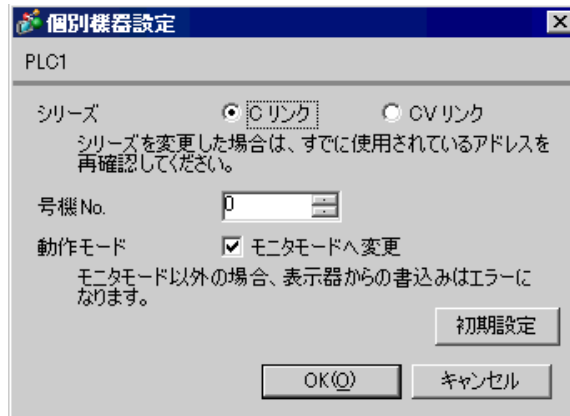 個別機器設定
PLC1
シリーズ C リンク CV リンク
シリーズを変更した場合は、すでに使用されているアドレスを
再確認してください。
号機No. 0
動作モード モニタモードへ変更
モニタモード以外の場合、表示器からの書込みはエラーに
なります。
初期設定
OK(O) キャンセル